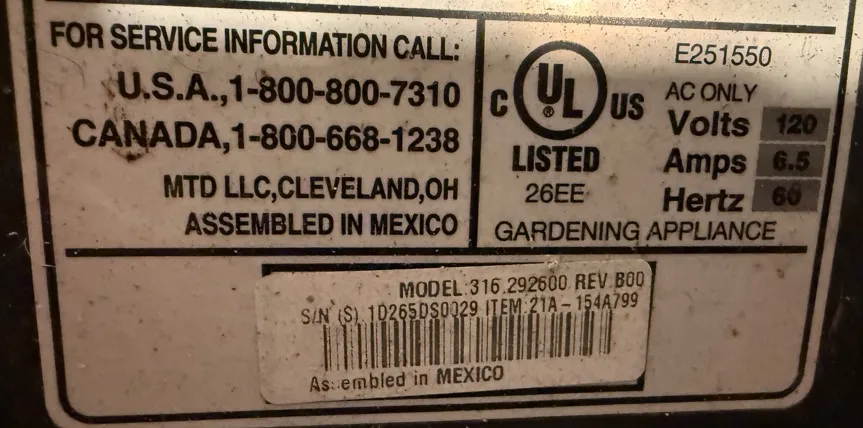 FOR SERVICE INFORMATION CALL:
U.S.A.,1-800-800-7310
CANADA,1-800-668-1238
MTD LLC,CLEVELAND,OH
ASSEMBLED IN MEXICO
C UL ® US
LISTED
26EE
E251550
AC ONLY
Volts 120
Amps 6.5
Hertz 60
GARDENING APPLIANCE
MODEL:316.292600 REV:B00
S/N (S) 1D265DS0029 ITEM:21A-154A799
Assembled in MEXICO